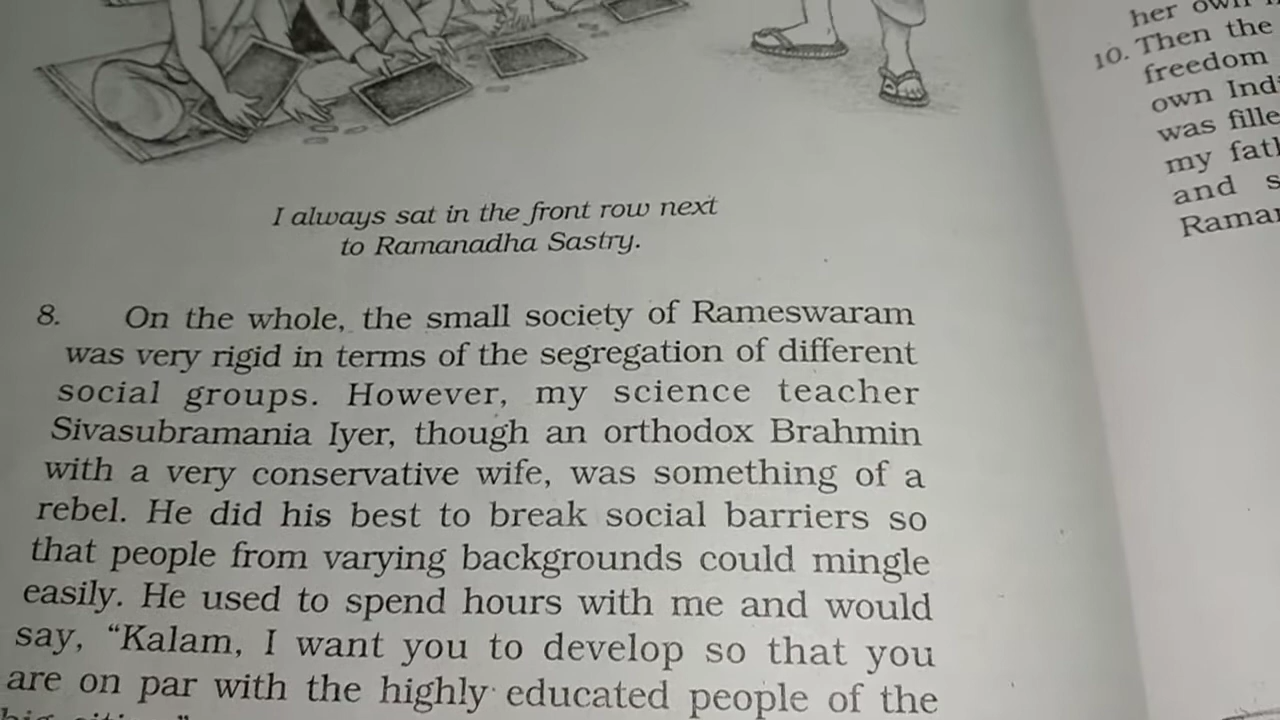 I always sat in the front row next
to Ramanadha Sastry.
8. On the whole, the small society of Rameswaram
was very rigid in terms of the segregation of different
social groups. However, my science teacher
Sivasubramania Iyer, though an orthodox Brahmin
with a very conservative wife, was something of a
rebel. He did his best to break social barriers so
that people from varying backgrounds could mingle
easily. He used to spend hours with me and would
say, “Kalam, I want you to develop so that you
are on par with the highly educated people of the
her own
10. Then the
freedom
own
was
my
and